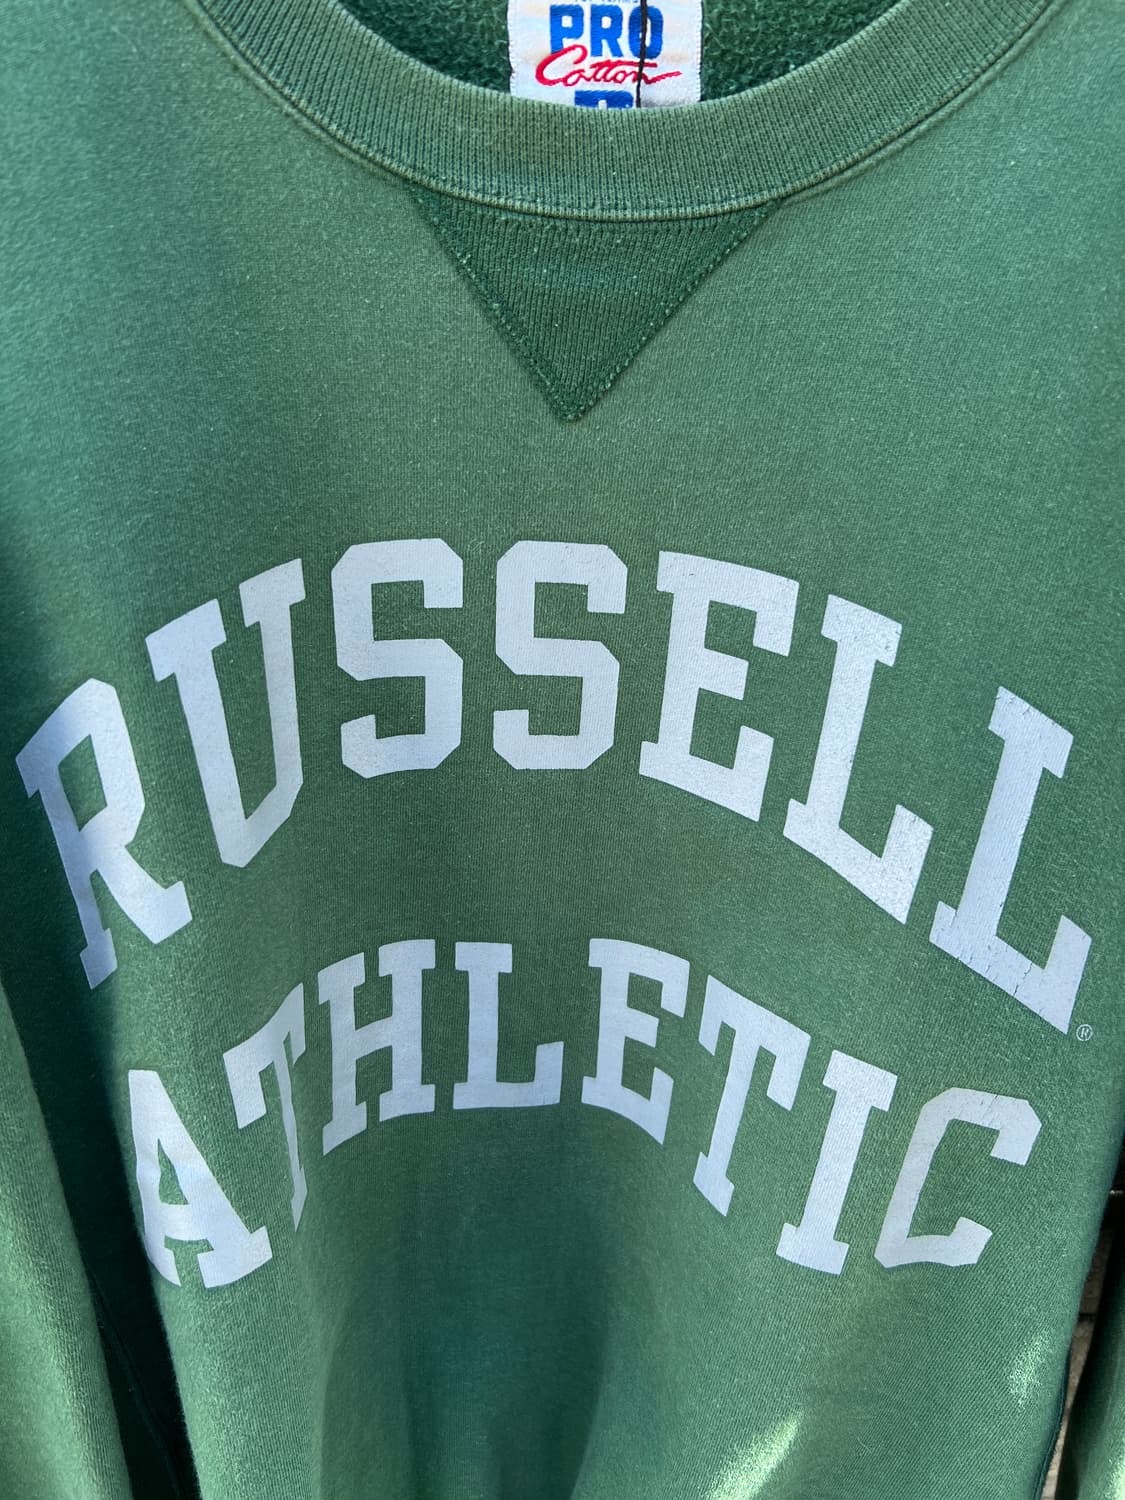 PRO
Cotton
RUSSELL
®
ATHLETIC